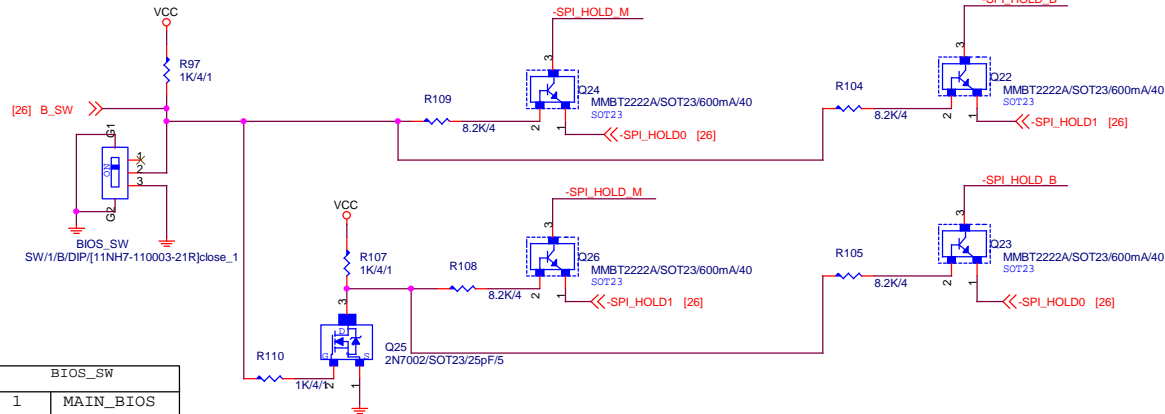 -SPI_HOLD_M
-SPI_HOLD_B
VCC
R97
1K/4/1
[26] B_SW
G1
1
2
3
ON
G2
BIOS_SW
SW/1/B/DIP/[11NH7-110003-21R]close_1
R109
8.2K/4
3
2
1
Q24
MMBT2222A/SOT23/600mA/40
SOT23
-SPI_HOLD0 [26]
R104
8.2K/4
3
2
1
Q22
MMBT2222A/SOT23/600mA/40
SOT23
-SPI_HOLD1 [26]
VCC
R107
1K/4/1
R108
8.2K/4
-SPI_HOLD_M
3
2
1
Q26
MMBT2222A/SOT23/600mA/40
SOT23
-SPI_HOLD1 [26]
R105
8.2K/4
-SPI_HOLD_B
3
2
1
Q23
MMBT2222A/SOT23/600mA/40
SOT23
-SPI_HOLD0 [26]
3
D
G
S
2
1
Q25
2N7002/SOT23/25pF/5
R110
1K/4/1
BIOS_SW
1 MAIN_BIOS